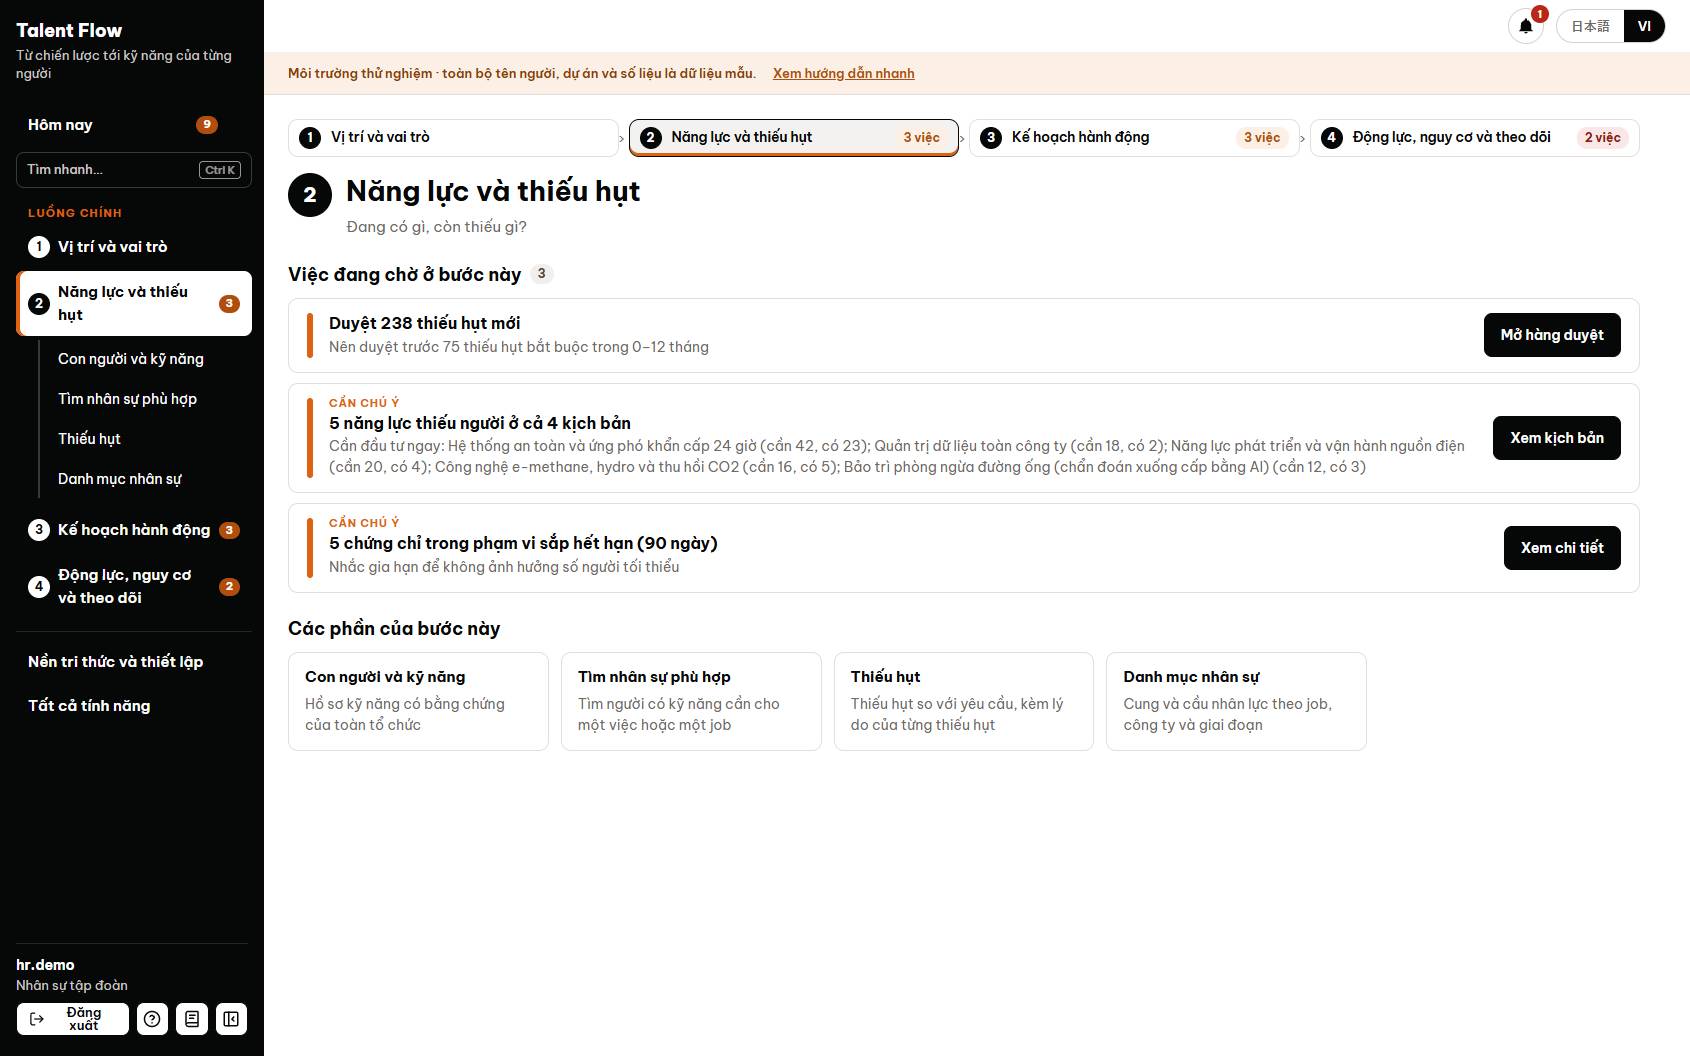 Talent Flow
Từ chiến lược tới kỹ năng của từng
người
Hôm nay 9
Tìm nhanh... Ctrl K
LUỒNG CHÍNH
1 Vị trí và vai trò
2 Năng lực và thiếu
hụt 3
Con người và kỹ năng
Tìm nhân sự phù hợp
Thiếu hụt
Danh mục nhân sự
3 Kế hoạch hành động 3
4 Động lực, nguy cơ
và theo dõi 2
Nền tri thức và thiết lập
Tất cả tính năng
hr.demo
Nhân sự tập đoàn
Đăng
xuất
1
日本語 VI
Môi trường thử nghiệm · toàn bộ tên người, dự án và số liệu là dữ liệu mẫu. Xem hướng dẫn nhanh
1 Vị trí và vai trò › 2 Năng lực và thiếu hụt 3 việc › 3 Kế hoạch hành động 3 việc › 4 Động lực, nguy cơ và theo dõi 2 việc
2 Năng lực và thiếu hụt
Đang có gì, còn thiếu gì?
Việc đang chờ ở bước này 3
Duyệt 238 thiếu hụt mới
Nên duyệt trước 75 thiếu hụt bắt buộc trong 0–12 tháng
Mở hàng duyệt
CẦN CHÚ Ý
5 năng lực thiếu người ở cả 4 kịch bản
Cần đầu tư ngay: Hệ thống an toàn và ứng phó khẩn cấp 24 giờ (cần 42, có 23); Quản trị dữ liệu toàn công ty (cần 18, có 2); Năng lực phát triển và vận hành nguồn điện
(cần 20, có 4); Công nghệ e-methane, hydro và thu hồi CO2 (cần 16, có 5); Bảo trì phòng ngừa đường ống (chẩn đoán xuống cấp bằng AI) (cần 12, có 3)
Xem kịch bản
CẦN CHÚ Ý
5 chứng chỉ trong phạm vi sắp hết hạn (90 ngày)
Nhắc gia hạn để không ảnh hưởng số người tối thiểu
Xem chi tiết
Các phần của bước này
Con người và kỹ năng
Hồ sơ kỹ năng có bằng chứng
của toàn tổ chức
Tìm nhân sự phù hợp
Tìm người có kỹ năng cần cho
một việc hoặc một job
Thiếu hụt
Thiếu hụt so với yêu cầu, kèm lý
do của từng thiếu hụt
Danh mục nhân sự
Cung và cầu nhân lực theo job,
công ty và giai đoạn